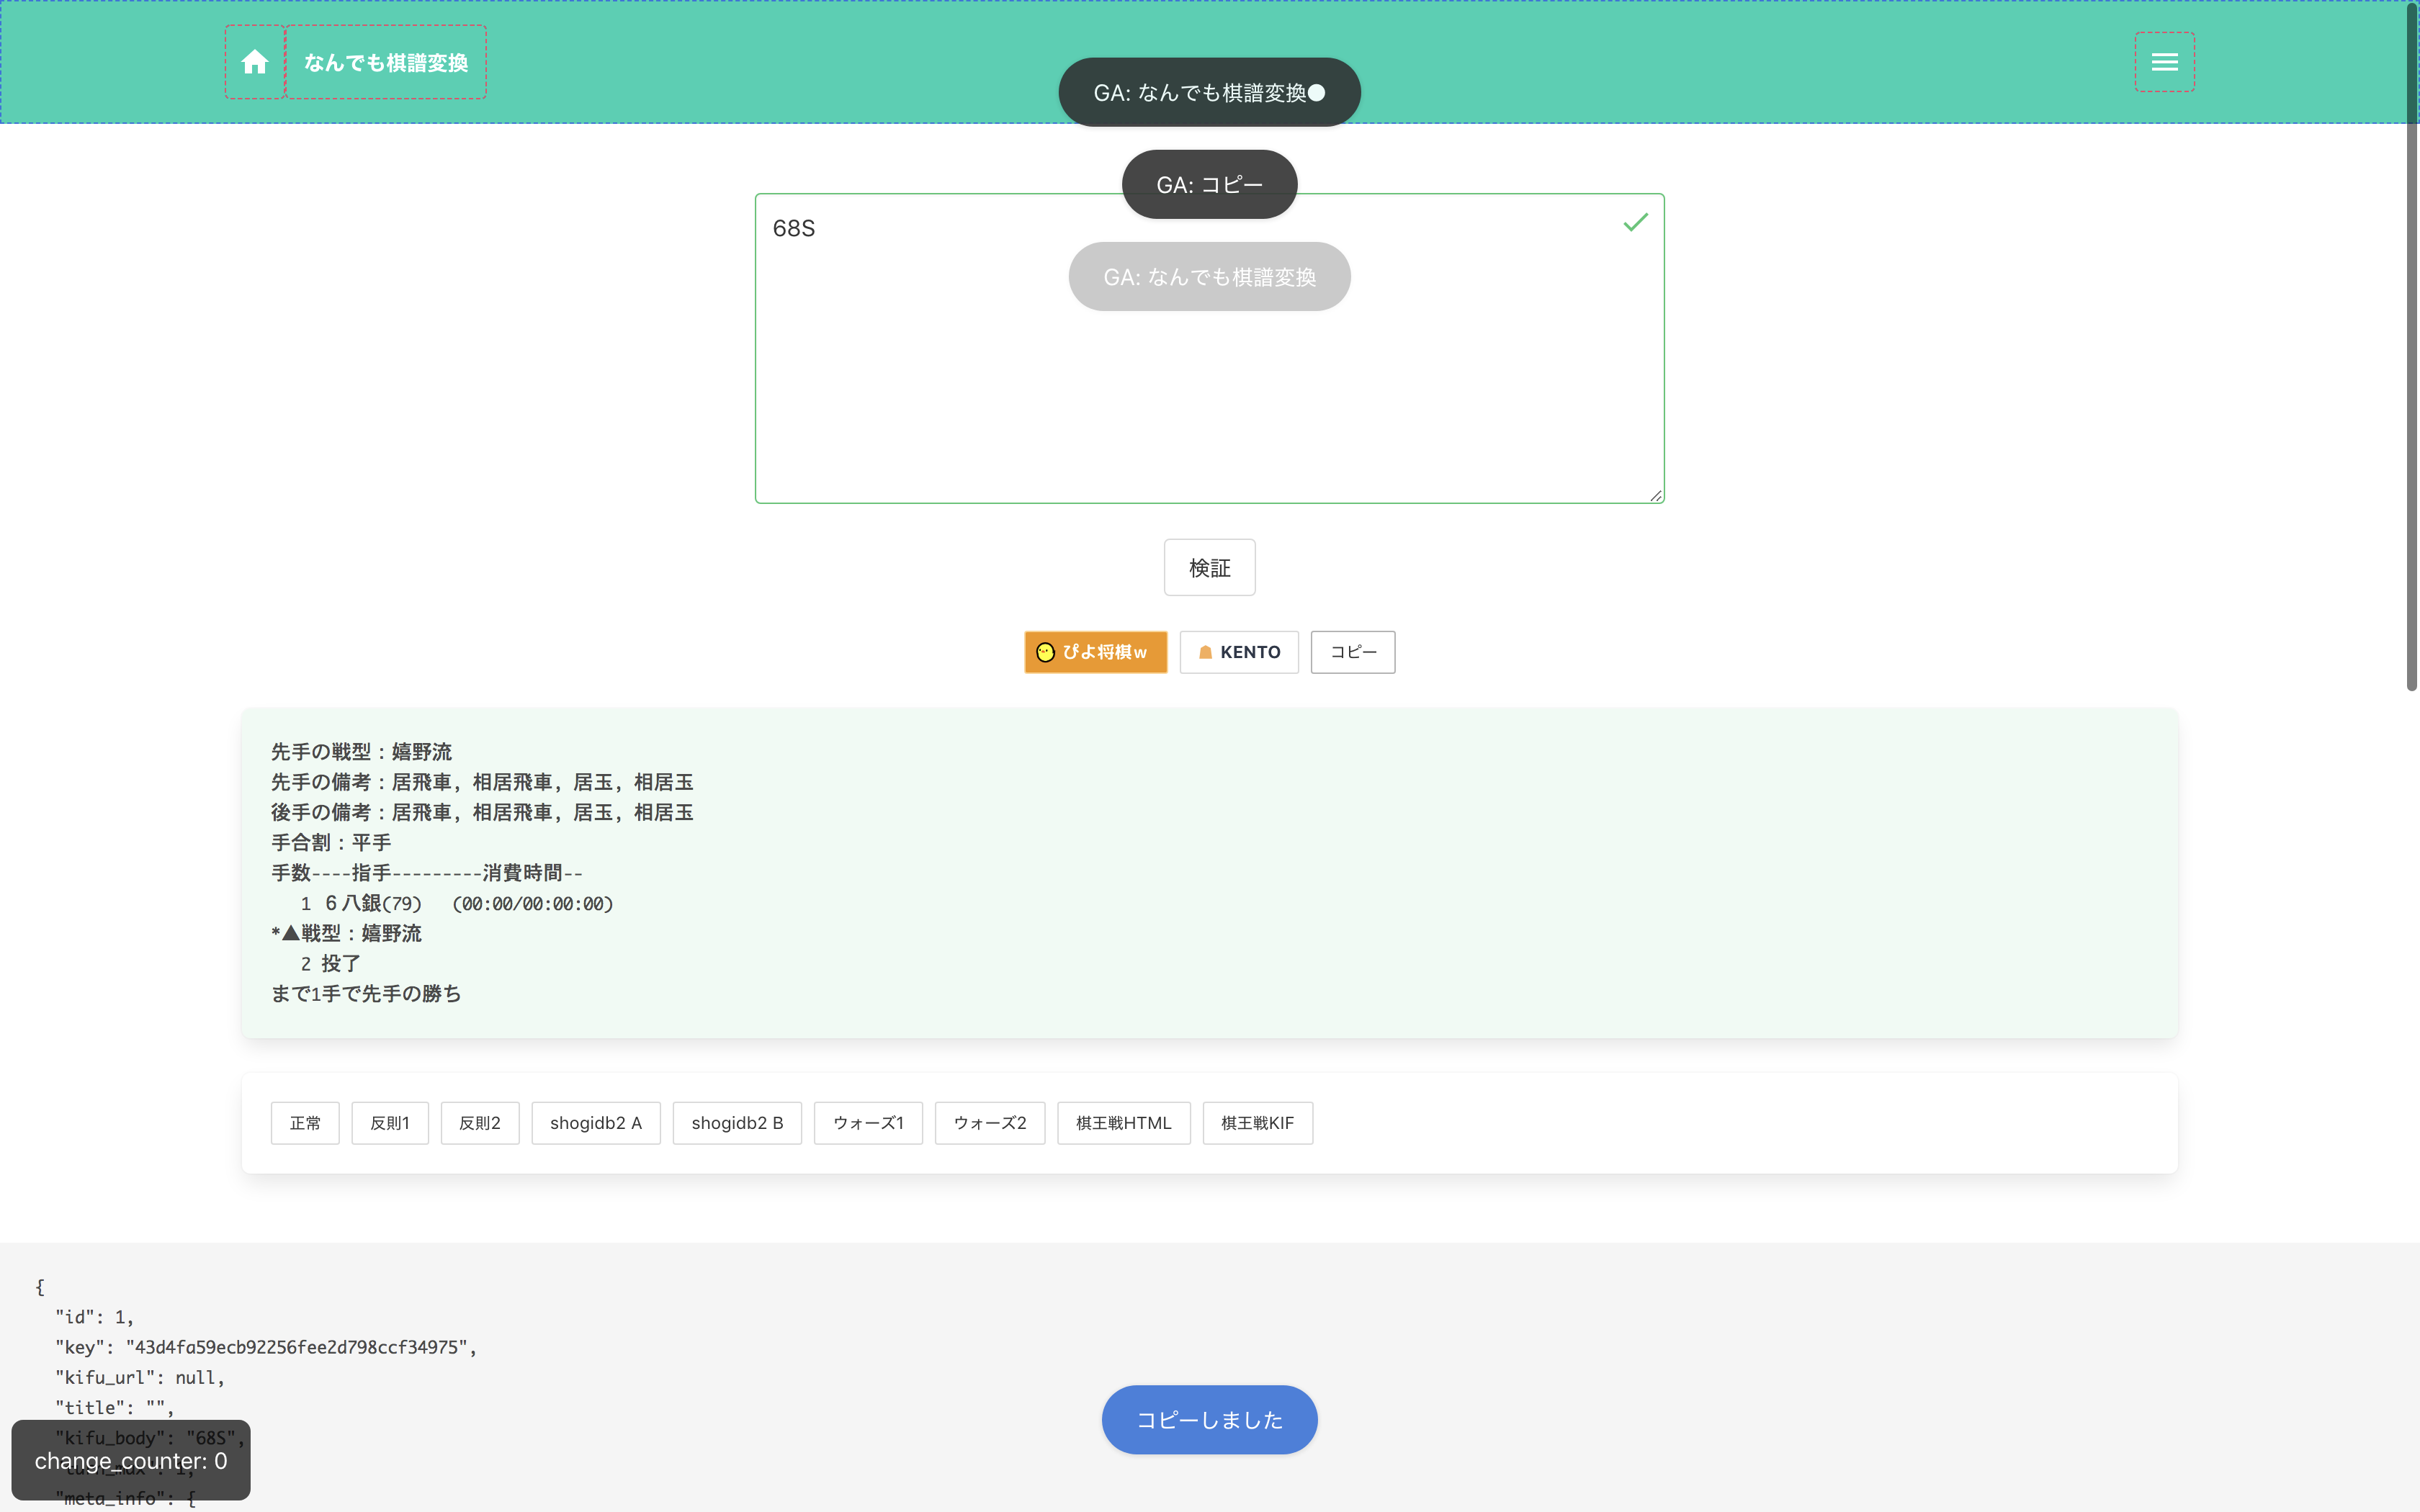 なんでも棋譜変換
GA: なんでも棋譜変換●
GA: コピー
68S
GA: なんでも棋譜変換
検証
ぴよ将棋w
KENTO
コピー
先手の戦型：嬉野流
先手の備考：居飛車, 相居飛車, 居玉, 相居玉
後手の備考：居飛車, 相居飛車, 居玉, 相居玉
手合割：平手
手数----指手---------消費時間--
1 ６八銀(79) (00:00/00:00:00)
*▲戦型：嬉野流
2 投了
まで1手で先手の勝ち
正常
反則1
反則2
shogidb2 A
shogidb2 B
ウォーズ1
ウォーズ2
棋王戦HTML
棋王戦KIF
{
"id": 1,
"key": "43d4fa59ecb92256fee2d798ccf34975",
"kifu_url": null,
"title": "",
"kifu_body": "68S",
"turn_max": 1,
"meta_info": {
change_counter: 0
コピーしました